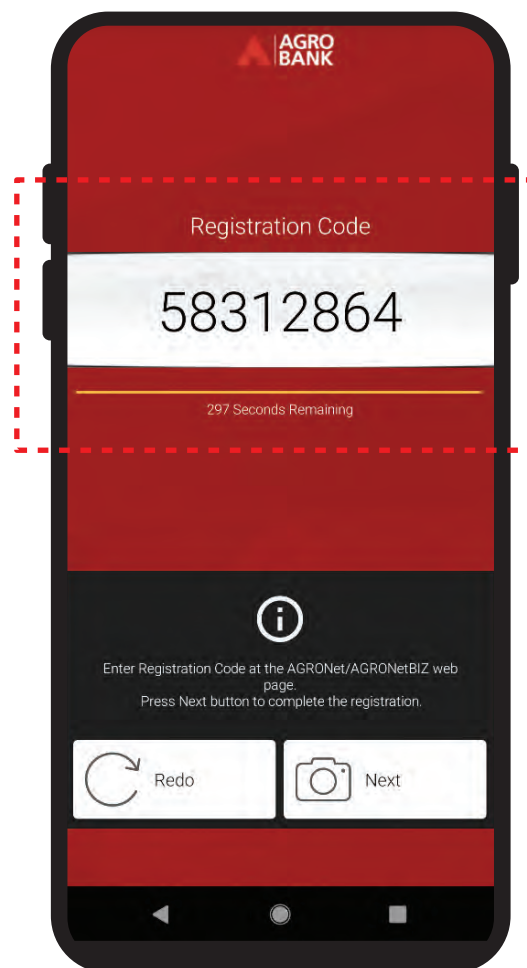 AGRO
BANK
Registration Code
58312864
297 Seconds Remaining
Enter Registration Code at the AGRONet/AGRONetBIZ web
page.
Press Next button to complete the registration.
Redo
Next